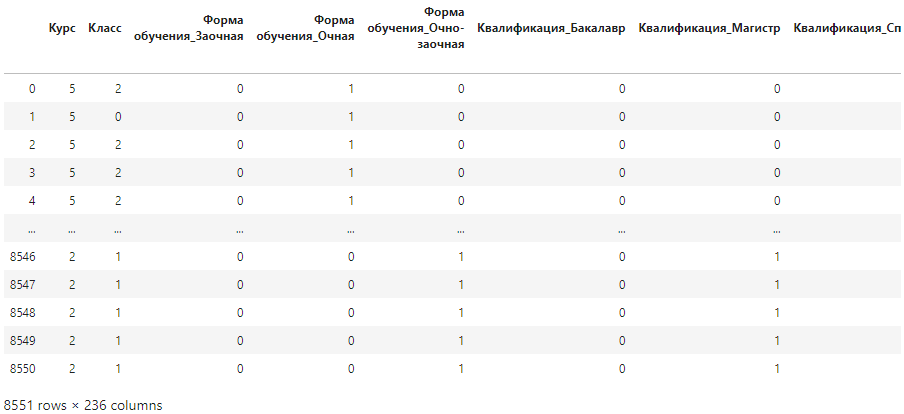 Курс Класс Форма обучения_Заочная Форма обучения_Очная Форма обучения_Очно-заочная Квалификация_Бакалавр Квалификация_Магистр Квалификация_Сп
0 5 2 0 1 0 0 0
1 5 0 0 1 0 0 0
2 5 2 0 1 0 0 0
3 5 2 0 1 0 0 0
4 5 2 0 1 0 0 0
... ... ... ... ... ... ... ...
8546 2 1 0 0 1 0 1
8547 2 1 0 0 1 0 1
8548 2 1 0 0 1 0 1
8549 2 1 0 0 1 0 1
8550 2 1 0 0 1 0 1
8551 rows × 236 columns